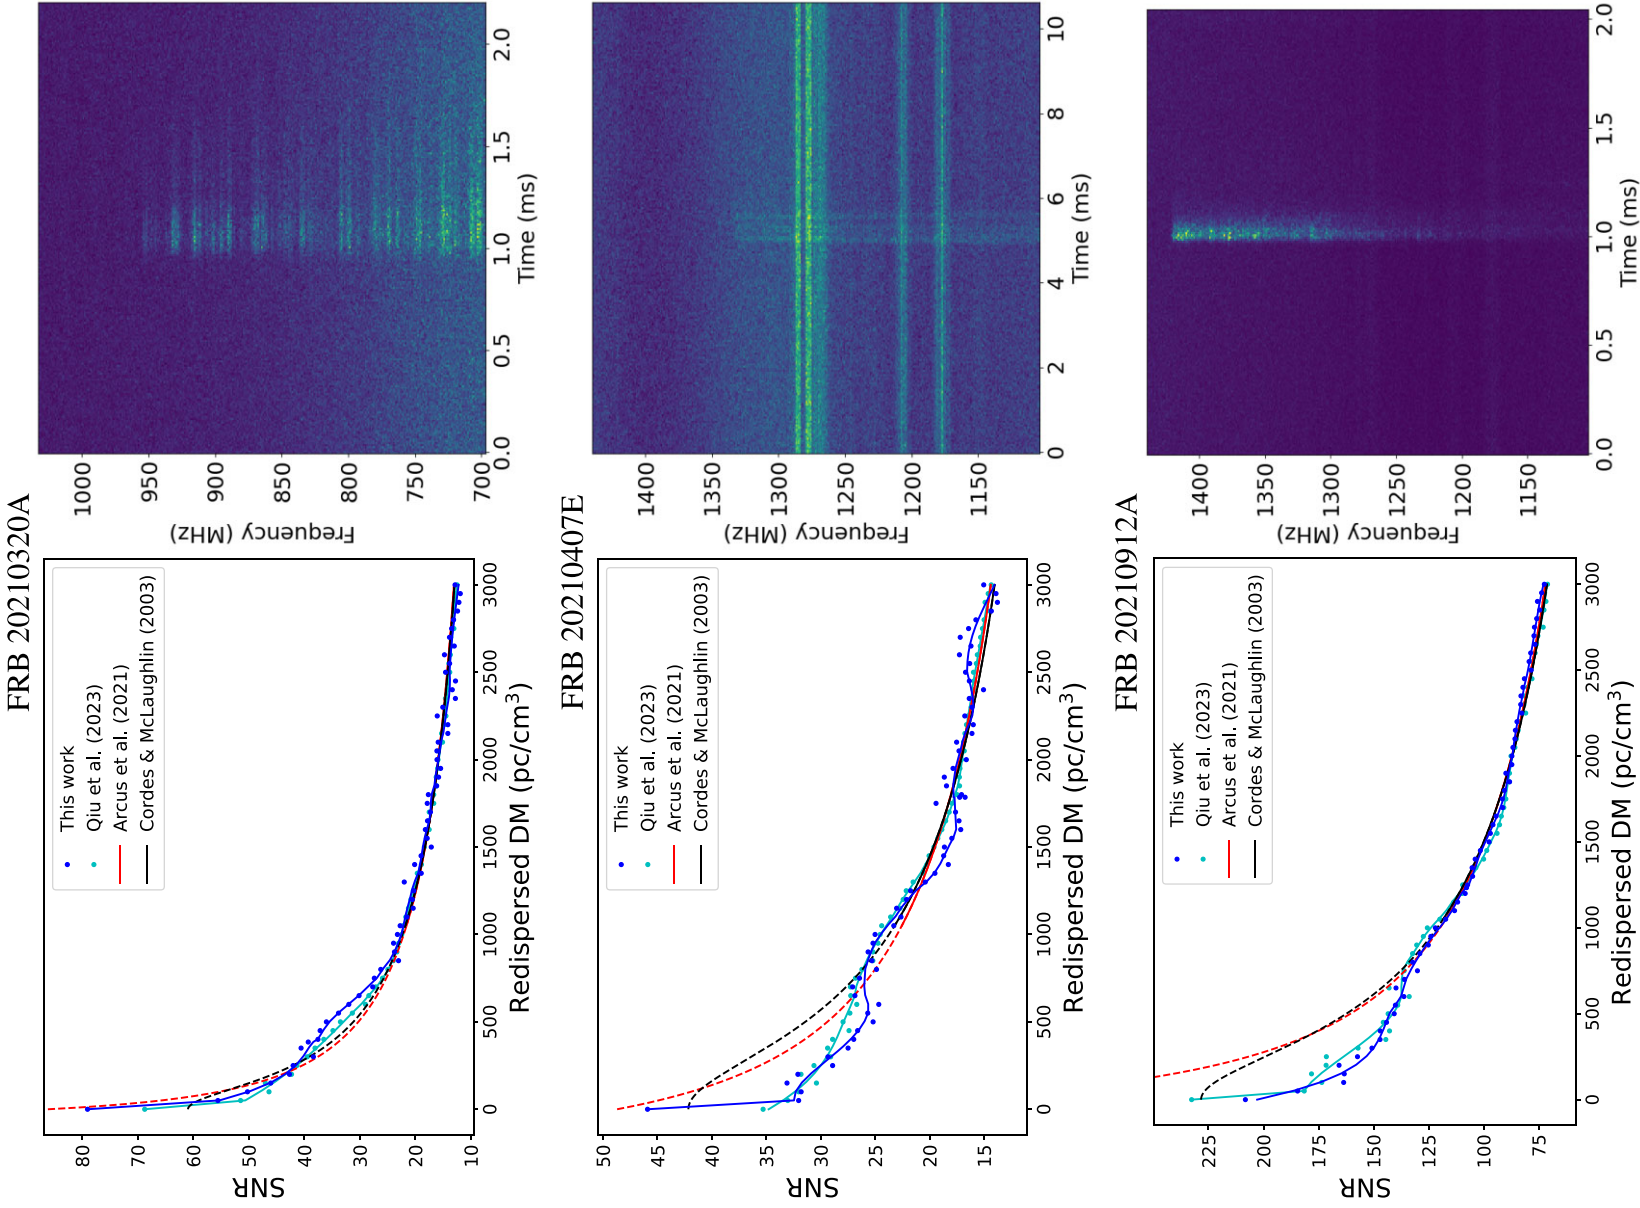 FRB 20210320A
80
70
60
50
40
30
20
10
SNR
0
500
1000
1500
2000
2500
3000
Redispersed DM (pc/cm³)
This work
Qiu et al. (2023)
Arcus et al. (2021)
Cordes & McLaughlin (2003)
1000
950
900
850
800
750
700
Frequency (MHz)
0.0
0.5
1.0
1.5
2.0
Time (ms)
FRB 20210407E
50
45
40
35
30
25
20
15
SNR
0
500
1000
1500
2000
2500
3000
Redispersed DM (pc/cm³)
This work
Qiu et al. (2023)
Arcus et al. (2021)
Cordes & McLaughlin (2003)
1400
1350
1300
1250
1200
1150
Frequency (MHz)
0
2
4
6
8
10
Time (ms)
FRB 20210912A
225
200
175
150
125
100
75
SNR
0
500
1000
1500
2000
2500
3000
Redispersed DM (pc/cm³)
This work
Qiu et al. (2023)
Arcus et al. (2021)
Cordes & McLaughlin (2003)
1400
1350
1300
1250
1200
1150
Frequency (MHz)
0.0
0.5
1.0
1.5
2.0
Time (ms)